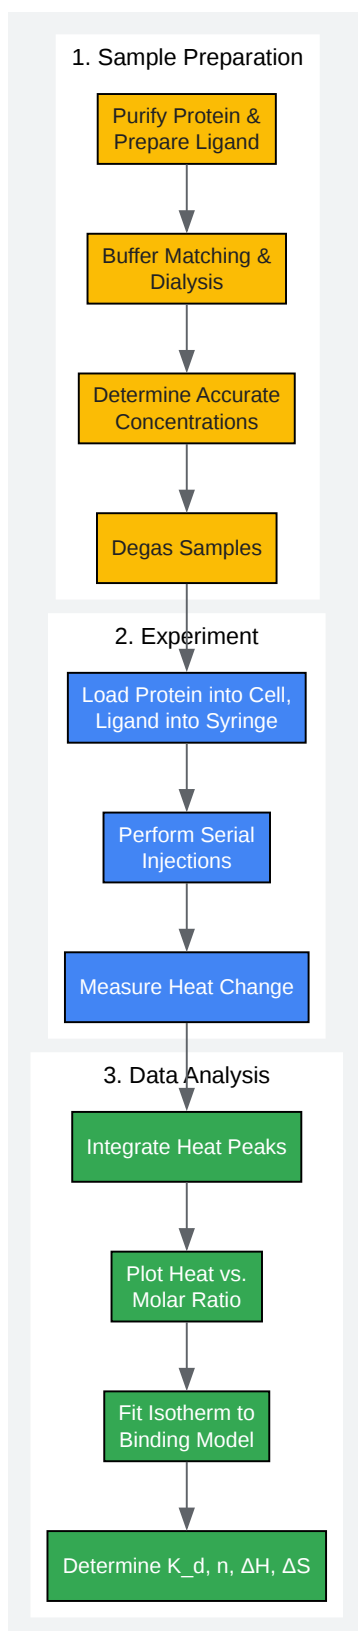 1. Sample Preparation
Purify Protein &
Prepare Ligand
Buffer Matching &
Dialysis
Determine Accurate
Concentrations
Degas Samples
2. Experiment
Load Protein into Cell,
Ligand into Syringe
Perform Serial
Injections
Measure Heat Change
3. Data Analysis
Integrate Heat Peaks
Plot Heat vs.
Molar Ratio
Fit Isotherm to
Binding Model
Determine K_d, n, ΔH, ΔS